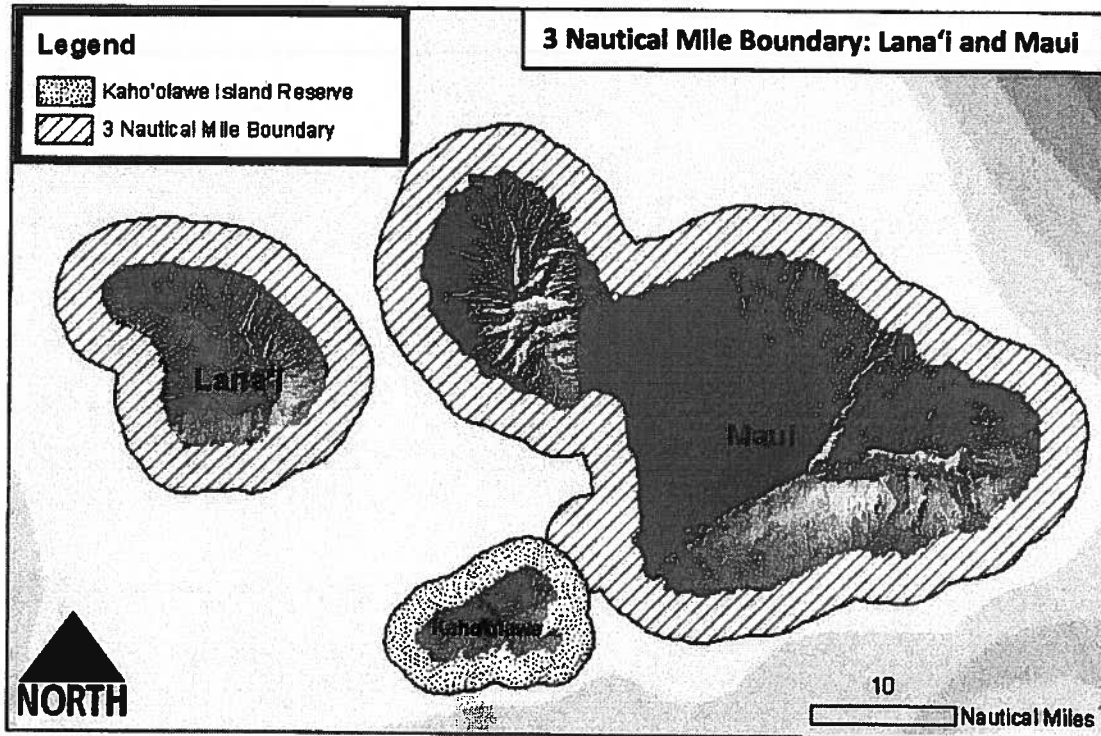 Legend
Kaho'olawe Island Reserve
3 Nautical Mile Boundary
3 Nautical Mile Boundary: Lana‘i and Maui
Lana'i
Maui
Kaho'olawe
NORTH
10
Nautical Miles